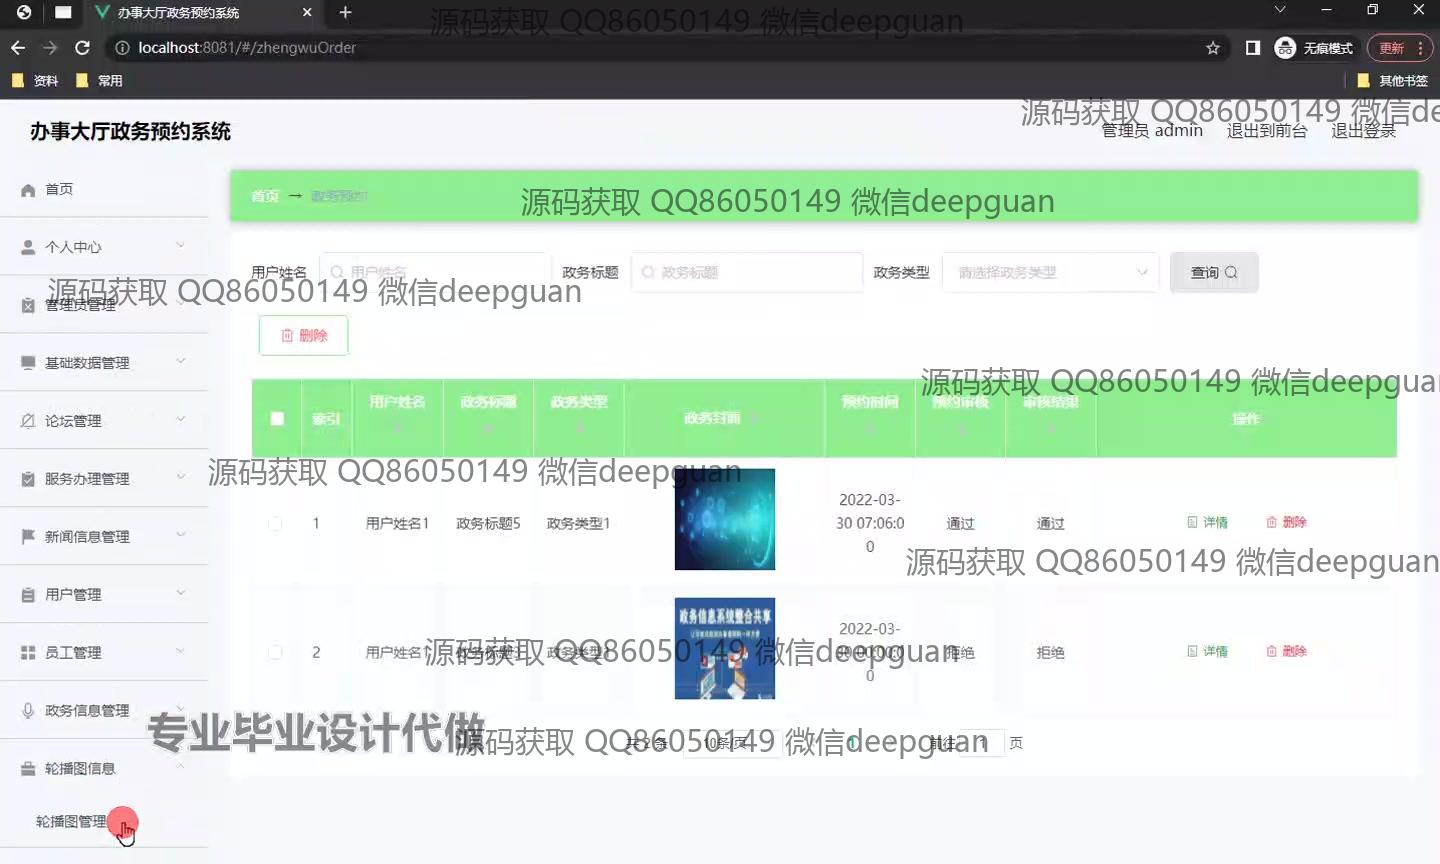 办事大厅政务预约系统
localhost:8081/#/zhengwuOrder
无痕模式
更新
资料
常用
其他书签
源码获取 QQ86050149 微信deepguan
源码获取 QQ86050149 微信de
办事大厅政务预约系统
管理员 admin 退出到前台 退出登录
首页
个人中心
管理员管理
基础数据管理
论坛管理
服务办理管理
新闻信息管理
用户管理
员工管理
政务信息管理
轮播图信息
轮播图管理
首页 → 政务预约
源码获取 QQ86050149 微信deepguan
用户姓名 用户姓名 政务标题 政务标题 政务类型 请选择政务类型 查询
源码获取 QQ86050149 微信deepguan
删除
源码获取 QQ86050149 微信deepguan
索引 用户姓名 政务标题 政务类型 政务封面 预约时间 预约审核 审核结果 操作
源码获取 QQ86050149 微信deepguan
1 用户姓名1 政务标题5 政务类型1 2022-03-30 07:06:00 通过 通过 详情 删除
源码获取 QQ86050149 微信deepguan
政务信息系统整合共享
2 用户姓名 拒绝 拒绝 详情 删除
源码获取 QQ86050149 微信deepguan
专业毕业设计代做
源码获取 QQ86050149 微信deepguan
共 2 条 10条/页 1 前往 1 页